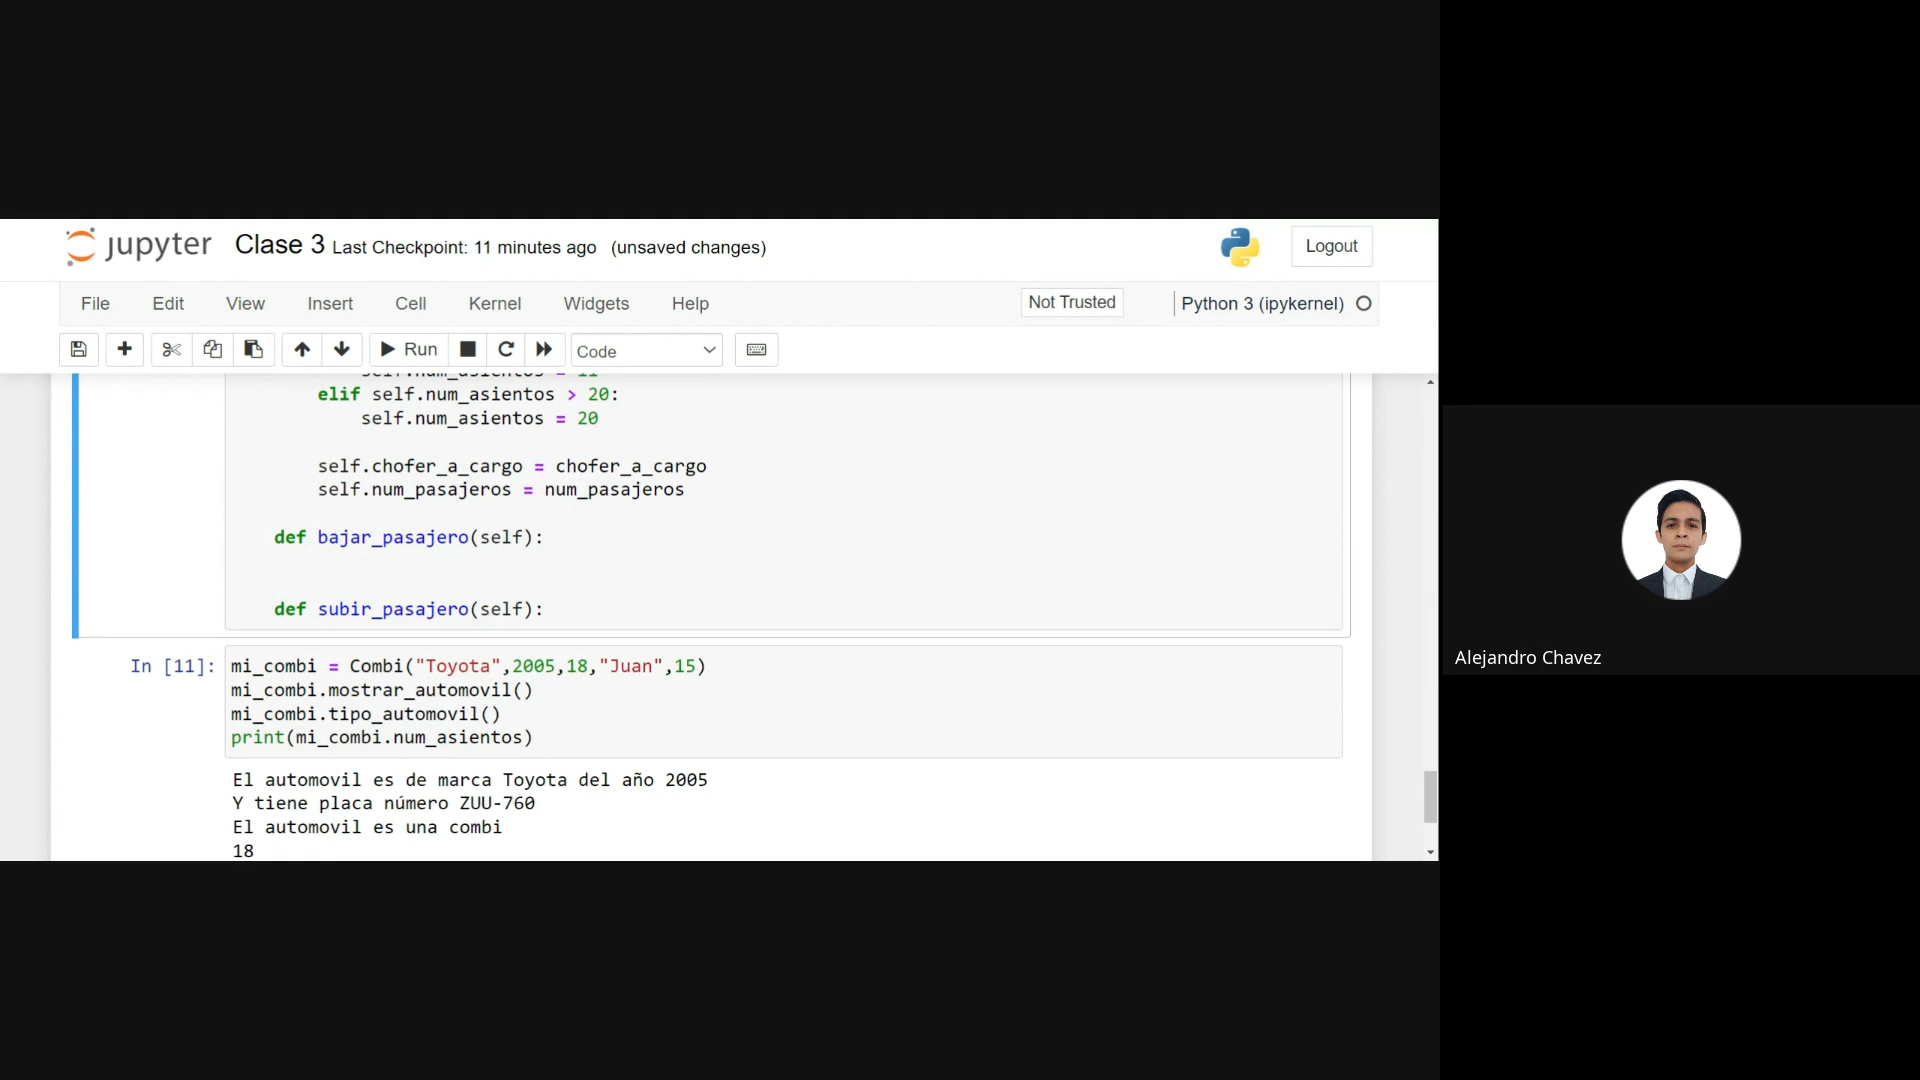 jupyter Clase 3 Last Checkpoint: 11 minutes ago (unsaved changes)
Logout
File Edit View Insert Cell Kernel Widgets Help
Not Trusted
Python 3 (ipykernel)
Run
Code
self.num_asientos = 11
elif self.num_asientos > 20:
self.num_asientos = 20
self.chofer_a_cargo = chofer_a_cargo
self.num_pasajeros = num_pasajeros
def bajar_pasajero(self):
def subir_pasajero(self):
In [11]: mi_combi = Combi("Toyota",2005,18,"Juan",15)
mi_combi.mostrar_automovil()
mi_combi.tipo_automovil()
print(mi_combi.num_asientos)
El automovil es de marca Toyota del año 2005
Y tiene placa número ZUU-760
El automovil es una combi
18
Alejandro Chavez